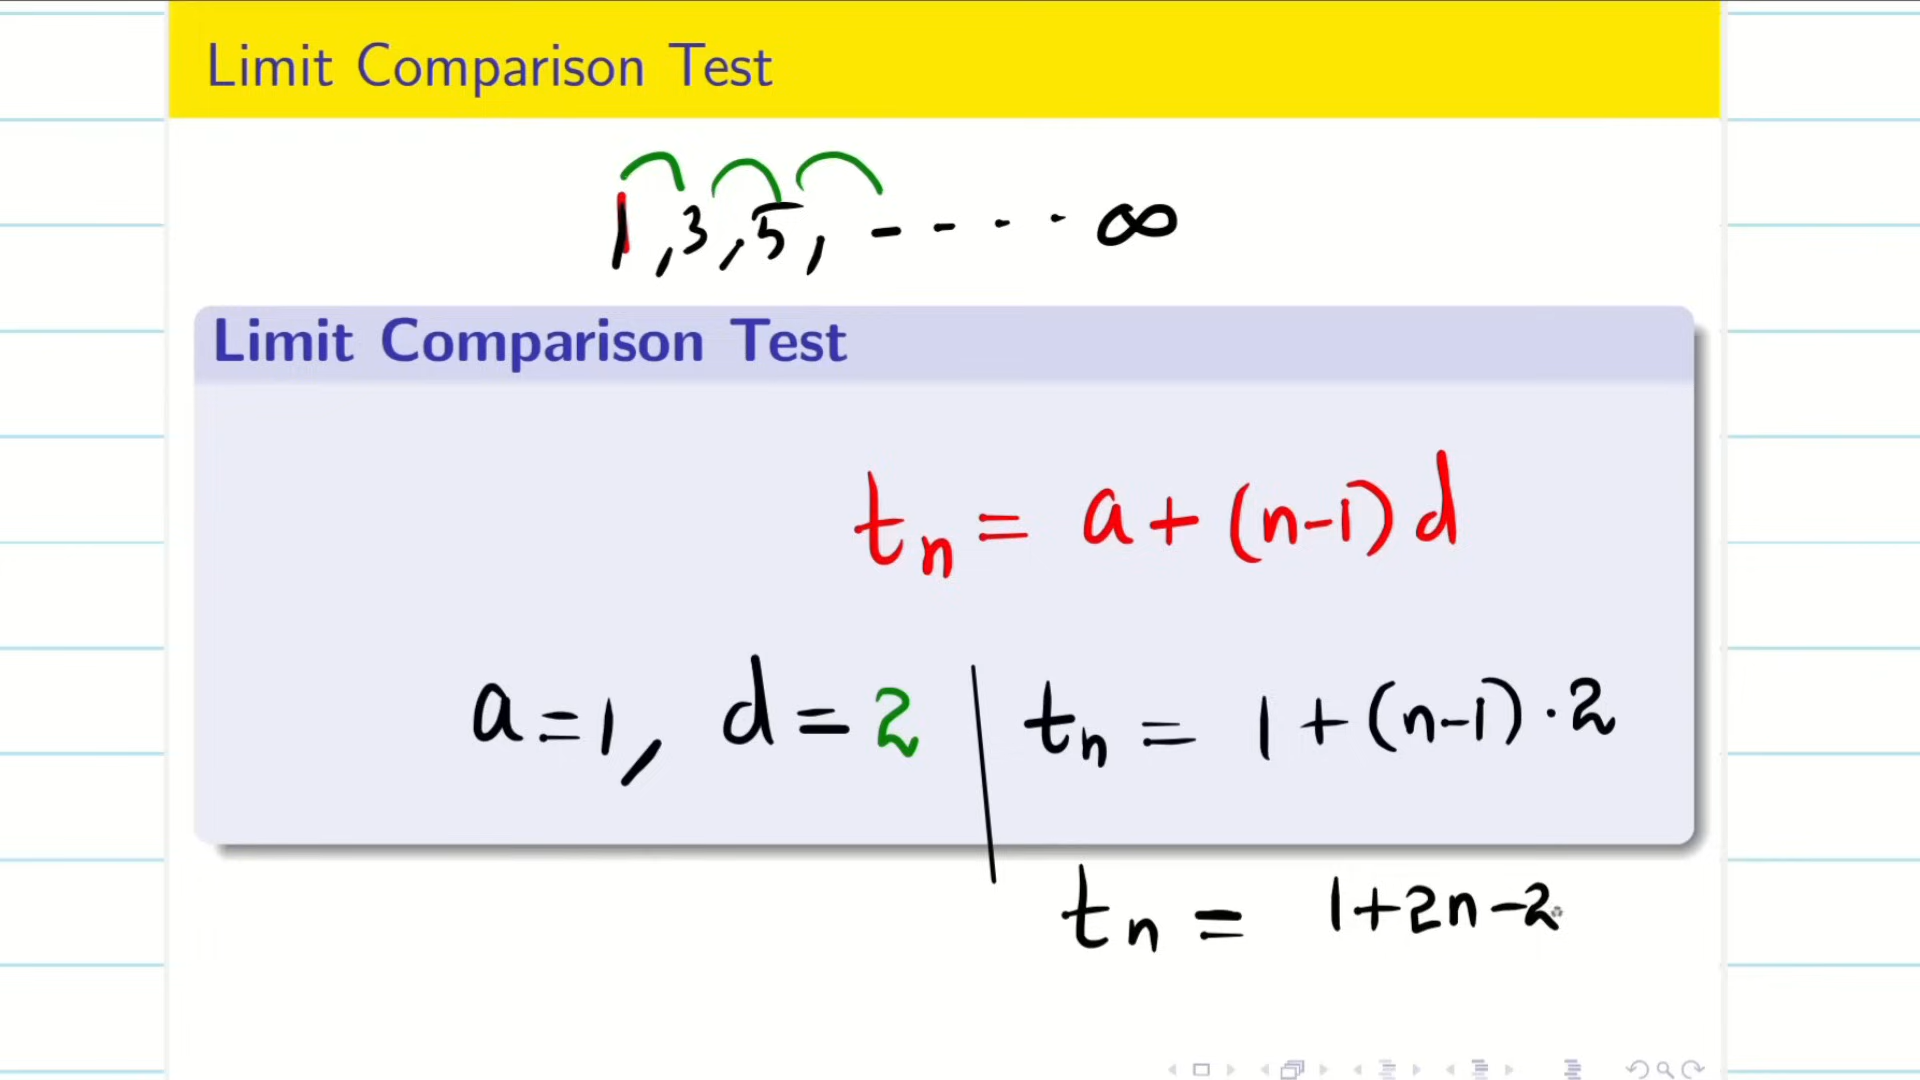 Limit Comparison Test
1, 3, 5, - - - - ∞
Limit Comparison Test
tₙ = a + (n-1) d
a = 1, d = 2 | tₙ = 1 + (n-1) · 2
tₙ = 1+2n-2